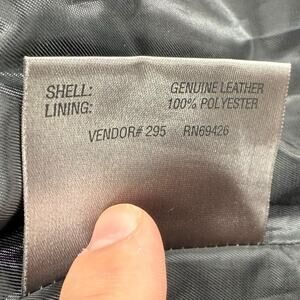 SHELL: GENUINE LEATHER
LINING: 100% POLYESTER
VENDOR# 295 RN69426